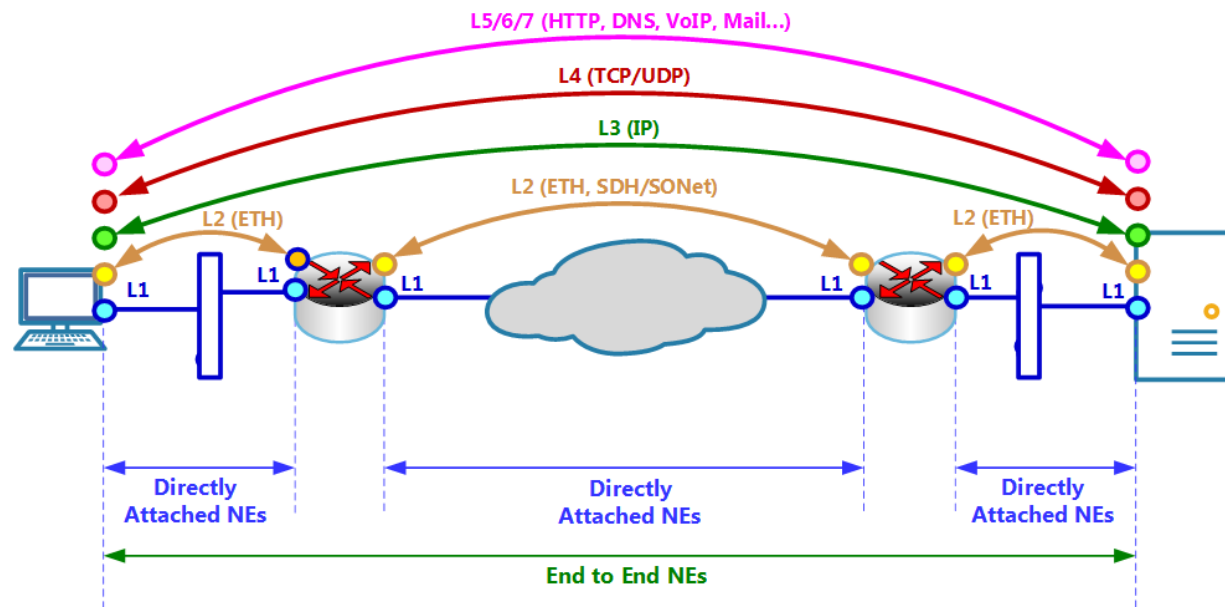 L5/6/7 (HTTP, DNS, VoIP, Mail...)
L4 (TCP/UDP)
L3 (IP)
L2 (ETH, SDH/SONet)
L2 (ETH)
L2 (ETH)
L1
L1
L1
L1
L1
L1
Directly
Attached NEs
Directly
Attached NEs
Directly
Attached NEs
End to End NEs